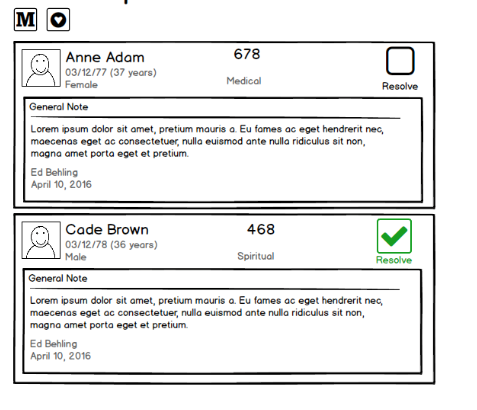 M
Anne Adam
678
03/12/77 (37 years)
Female
Medical
Resolve
General Note
Lorem ipsum dolor sit amet, pretium mauris a. Eu fames ac eget hendrerit nec,
maecenas eget ac consectetuer, nulla euismod ante nulla ridiculus sit non,
magna amet porta eget et pretium.
Ed Behling
April 10, 2016
Cade Brown
468
03/12/78 (36 years)
Male
Spiritual
Resolve
General Note
Lorem ipsum dolor sit amet, pretium mauris a. Eu fames ac eget hendrerit nec,
maecenas eget ac consectetuer, nulla euismod ante nulla ridiculus sit non,
magna amet porta eget et pretium.
Ed Behling
April 10, 2016